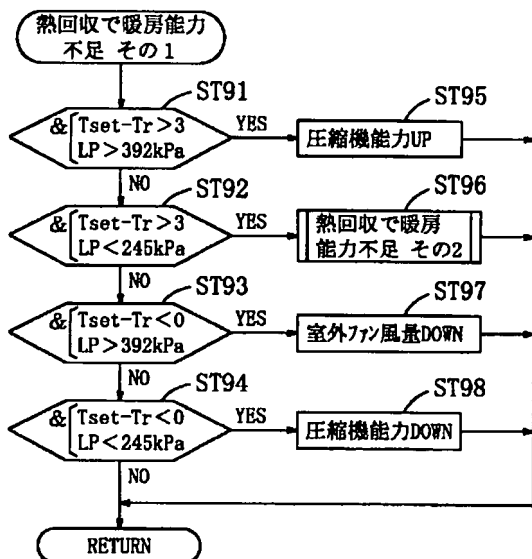 熱回収で暖房能力
不足 その1
ST91
& Tset-Tr>3
LP>392kPa
YES
ST95
圧縮機能力UP
NO
ST92
& Tset-Tr>3
LP<245kPa
YES
ST96
熱回収で暖房
能力不足 その2
NO
ST93
& Tset-Tr<0
LP>392kPa
YES
ST97
室外ファン風量DOWN
NO
ST94
& Tset-Tr<0
LP<245kPa
YES
ST98
圧縮機能力DOWN
NO
RETURN